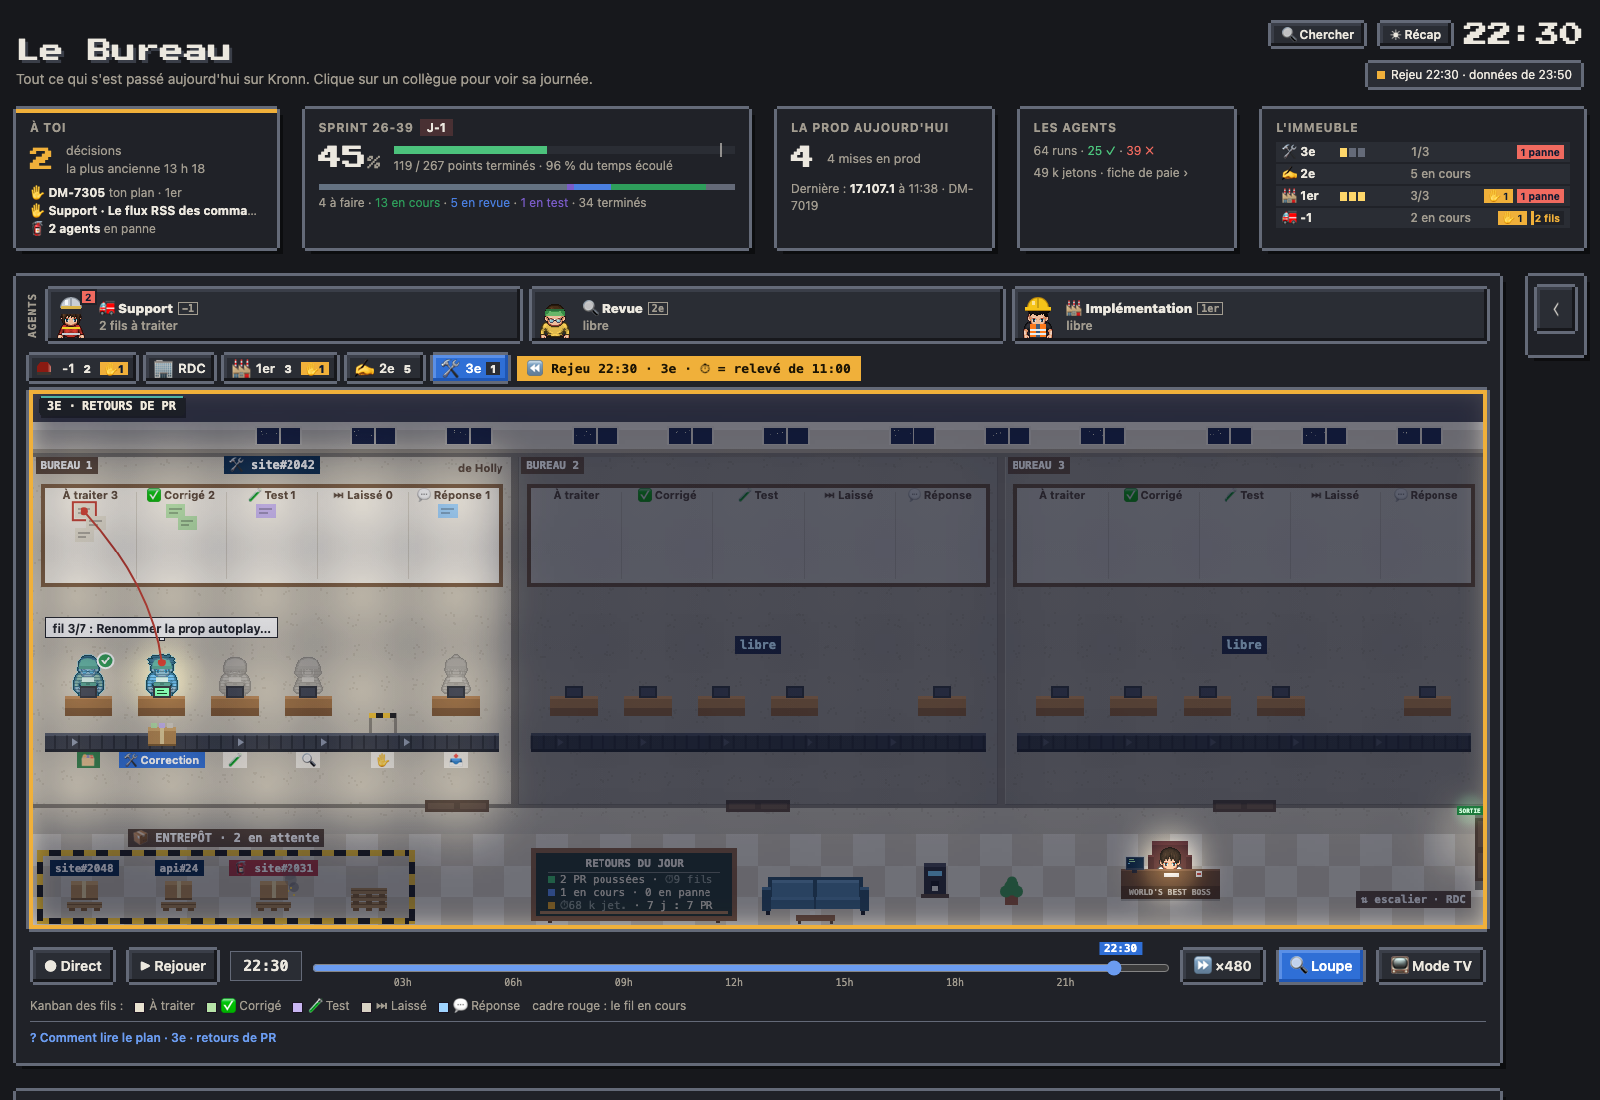 Le Bureau
Tout ce qui s'est passé aujourd'hui sur Kronn. Clique sur un collègue pour voir sa journée.
Chercher
Récap
22:30
Rejeu 22:30 · données de 23:50
À TOI
2
décisions
la plus ancienne 13 h 18
DM-7305 ton plan · 1er
Support · Le flux RSS des comma…
2 agents en panne
SPRINT 26-39 J-1
45%
119 / 267 points terminés · 96 % du temps écoulé
4 à faire · 13 en cours · 5 en revue · 1 en test · 34 terminés
LA PROD AUJOURD'HUI
4 4 mises en prod
Dernière : 17.107.1 à 11:38 · DM-
7019
LES AGENTS
64 runs · 25 ✓ · 39 ✕
49 k jetons · fiche de paie ›
L'IMMEUBLE
3e 1/3 1 panne
2e 5 en cours
1er 3/3 1 1 panne
-1 2 en cours 1 2 fils
AGENTS
2
Support -1
2 fils à traiter
Revue 2e
libre
Implémentation 1er
libre
-1 2 1
RDC
1er 3 1
2e 5
3e 1
Rejeu 22:30 · 3e · ⏱ = relevé de 11:00
3E · RETOURS DE PR
BUREAU 1
site#2042
de Holly
À traiter 3
Corrigé 2
Test 1
Laissé 0
Réponse 1
fil 3/7 : Renommer la prop autoplay…
Correction
BUREAU 2
À traiter
Corrigé
Test
Laissé
Réponse
libre
BUREAU 3
À traiter
Corrigé
Test
Laissé
Réponse
libre
SORTIE
ENTREPÔT · 2 en attente
site#2048
api#24
site#2031
RETOURS DU JOUR
2 PR poussées · ⏱9 fils
1 en cours · 0 en panne
⏱68 k jet. · 7 j : 7 PR
WORLD'S BEST BOSS
⇅ escalier · RDC
Direct
Rejouer
22:30
22:30
03h
06h
09h
12h
15h
18h
21h
×480
Loupe
Mode TV
Kanban des fils : À traiter Corrigé Test Laissé Réponse cadre rouge : le fil en cours
? Comment lire le plan · 3e · retours de PR